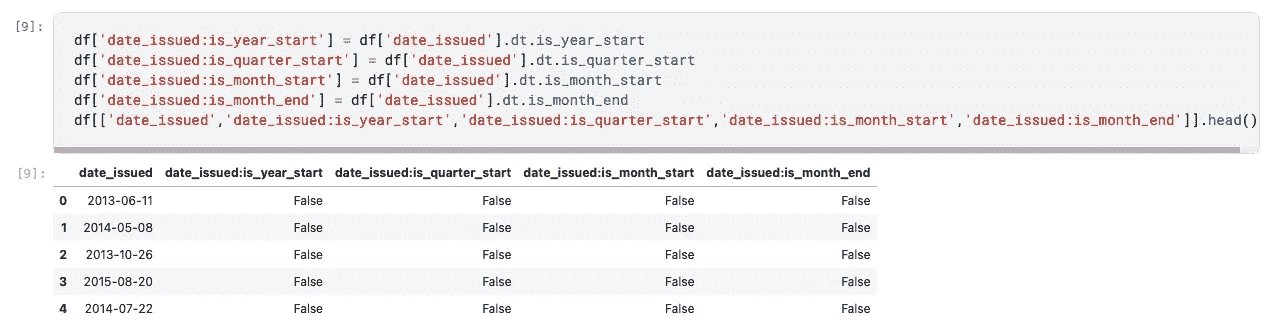 [9]:
df['date_issued:is_year_start'] = df['date_issued'].dt.is_year_start
df['date_issued:is_quarter_start'] = df['date_issued'].dt.is_quarter_start
df['date_issued:is_month_start'] = df['date_issued'].dt.is_month_start
df['date_issued:is_month_end'] = df['date_issued'].dt.is_month_end
df[['date_issued','date_issued:is_year_start','date_issued:is_quarter_start','date_issued:is_month_start','date_issued:is_month_end']].head()
[9]:
date_issued date_issued:is_year_start date_issued:is_quarter_start date_issued:is_month_start date_issued:is_month_end
0 2013-06-11 False False False False
1 2014-05-08 False False False False
2 2013-10-26 False False False False
3 2015-08-20 False False False False
4 2014-07-22 False False False False